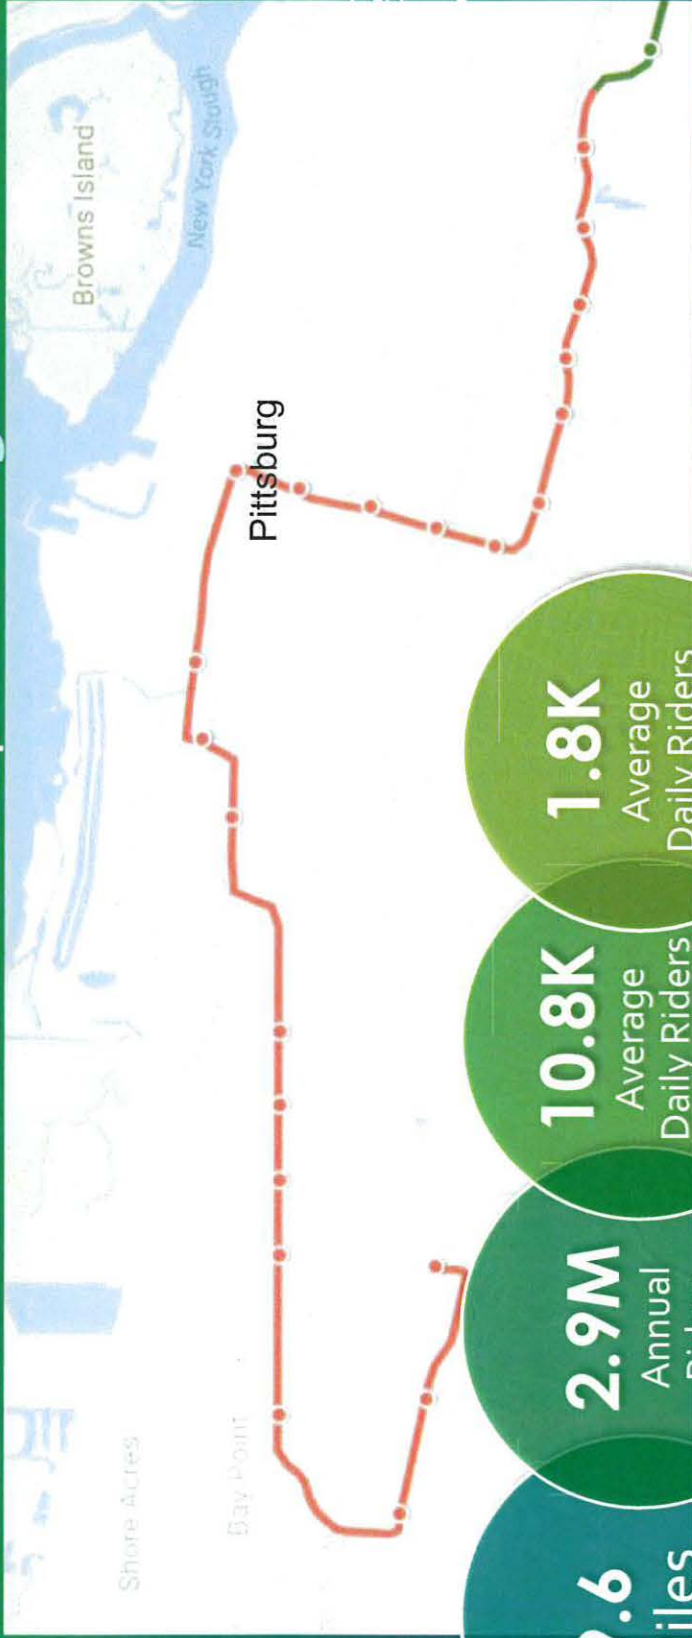 Browns Island
New York Slough
Pittsburg
Shore Acres
Bay Point
.6
2.9M
Annual
10.8K
Average
Daily Riders
1.8K
Average
Daily Riders